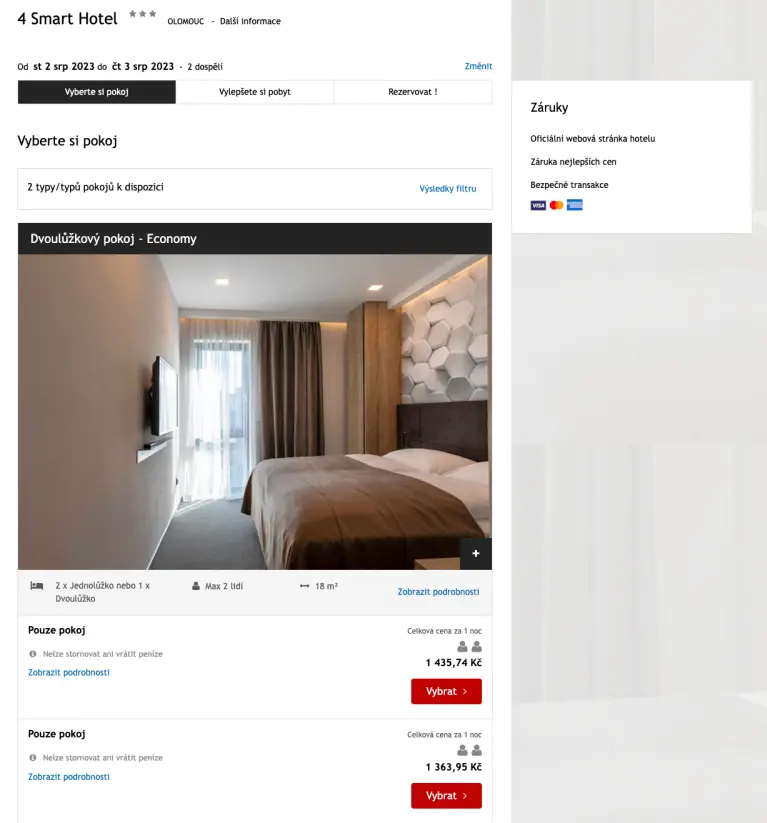 4 Smart Hotel
OLOMOUC - Další Informace
Od st 2 srp 2023 do čt 3 srp 2023 - 2 dospělí
Změnit
Vyberte si pokoj
Vylepšete si pobyt
Rezervovat !
Vyberte si pokoj
2 typy/typů pokojů k dispozici
Výsledky filtru
Dvoulůžkový pokoj - Economy
+
2 x Jednolůžko nebo 1 x
Dvoulůžko
Max 2 lidí
18 m²
Zobrazit podrobnosti
Pouze pokoj
Celková cena za 1 noc
Nelze stornovat ani vrátit peníze
Zobrazit podrobnosti
1 435,74 Kč
Vybrat >
Pouze pokoj
Celková cena za 1 noc
Nelze stornovat ani vrátit peníze
Zobrazit podrobnosti
1 363,95 Kč
Vybrat >
Záruky
Oficiální webová stránka hotelu
Záruka nejlepších cen
Bezpečné transakce
VISA